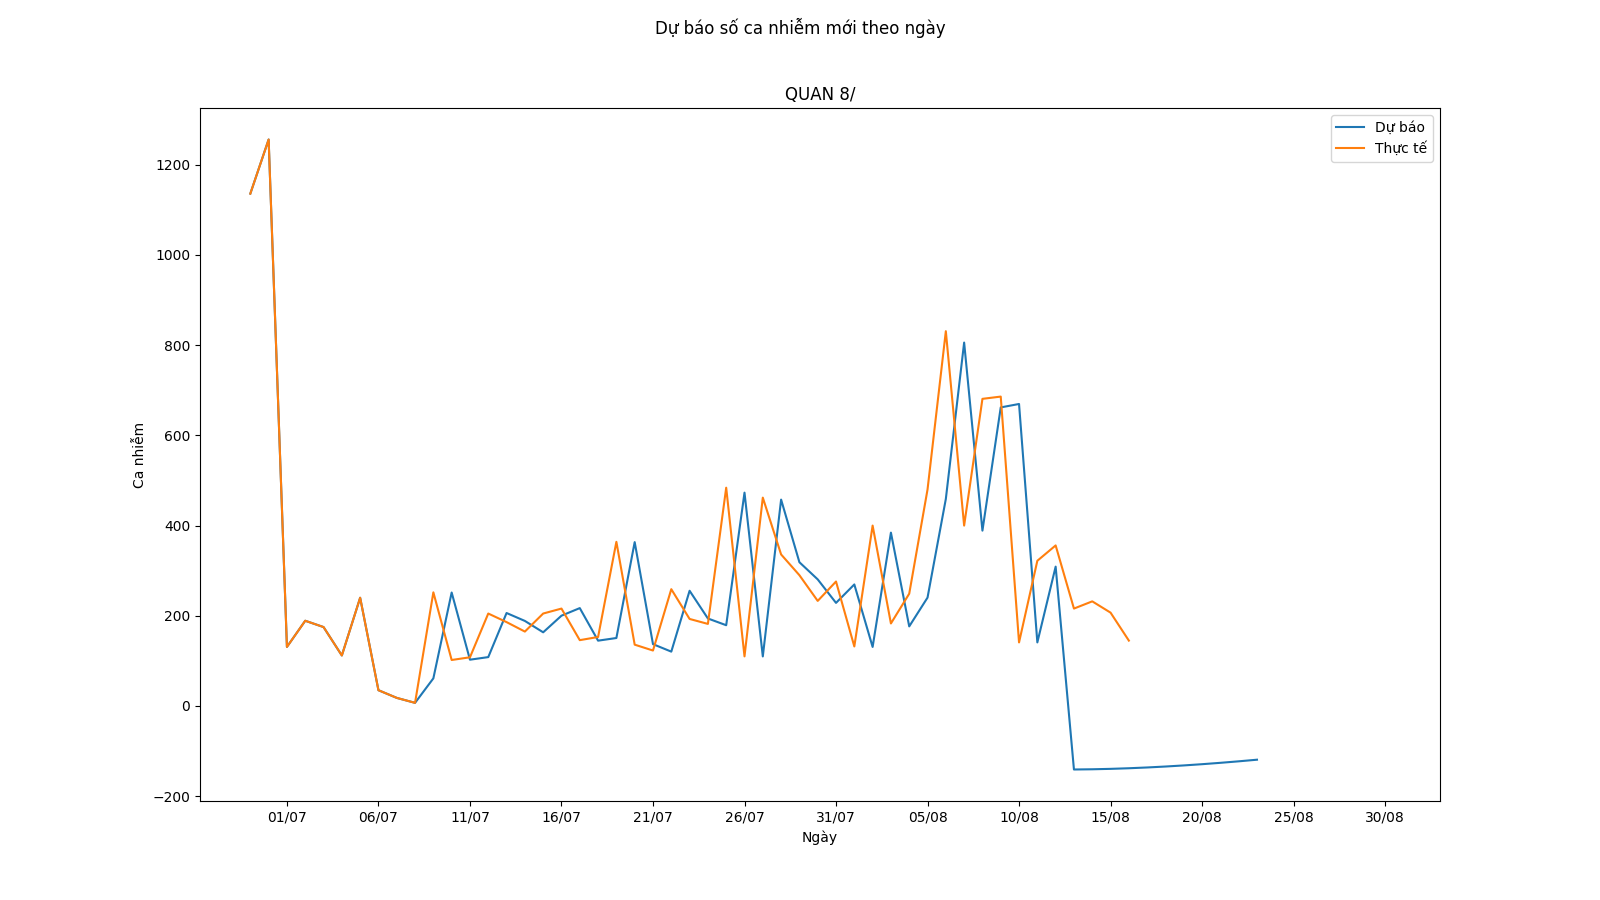 Dự báo số ca nhiễm mới theo ngày
QUAN 8/
Dự báo
Thực tế
1200
1000
800
600
400
200
0
−200
Ca nhiễm
01/07 06/07 11/07 16/07 21/07 26/07 31/07 05/08 10/08 15/08 20/08 25/08 30/08
Ngày